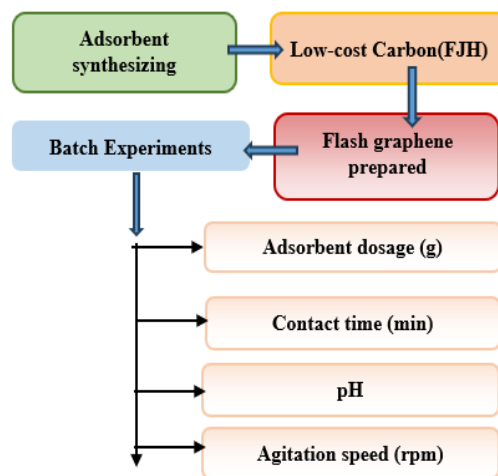 Adsorbent
synthesizing
Low-cost Carbon(FJH)
Flash graphene
prepared
Batch Experiments
Adsorbent dosage (g)
Contact time (min)
pH
Agitation speed (rpm)